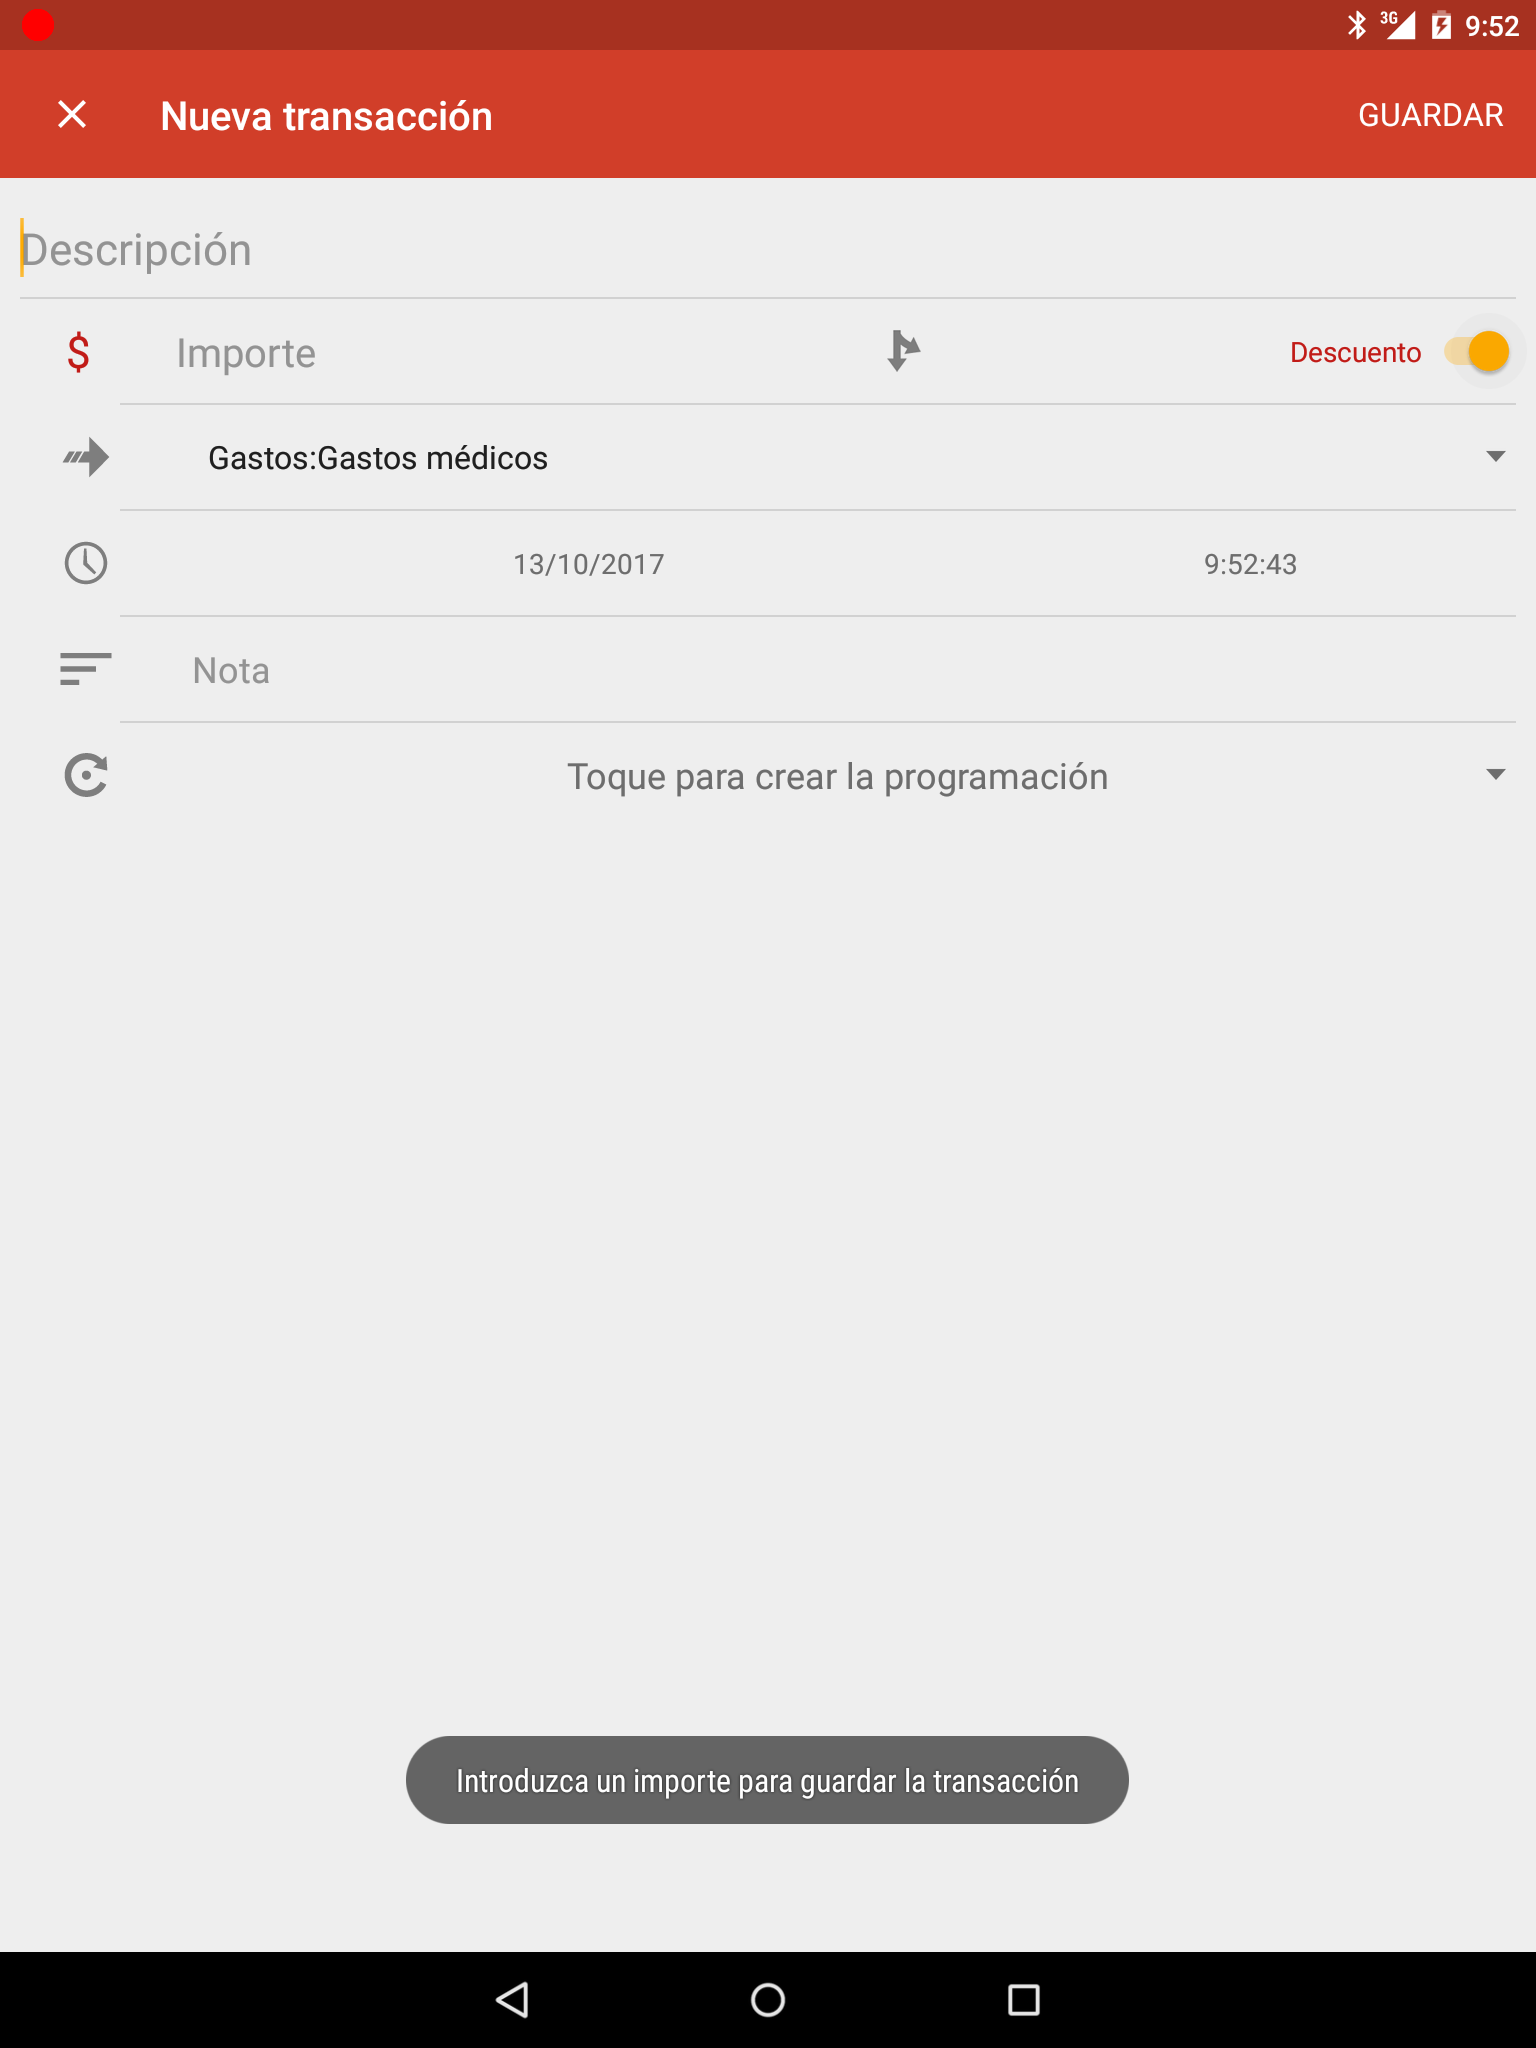 3G 9:52
Nueva transacción GUARDAR
Descripción
$ Importe Descuento
Gastos:Gastos médicos
13/10/2017 9:52:43
Nota
Toque para crear la programación
Introduzca un importe para guardar la transacción